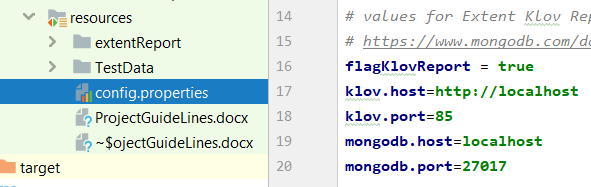 resources
extentReport
TestData
config.properties
ProjectGuideLines.docx
~$ojectGuideLines.docx
target
14 # values for Extent Klov Rep
15 # https://www.mongodb.com/do
16 flagKlovReport = true
17 klov.host=http://localhost
18 klov.port=85
19 mongodb.host=localhost
20 mongodb.port=27017